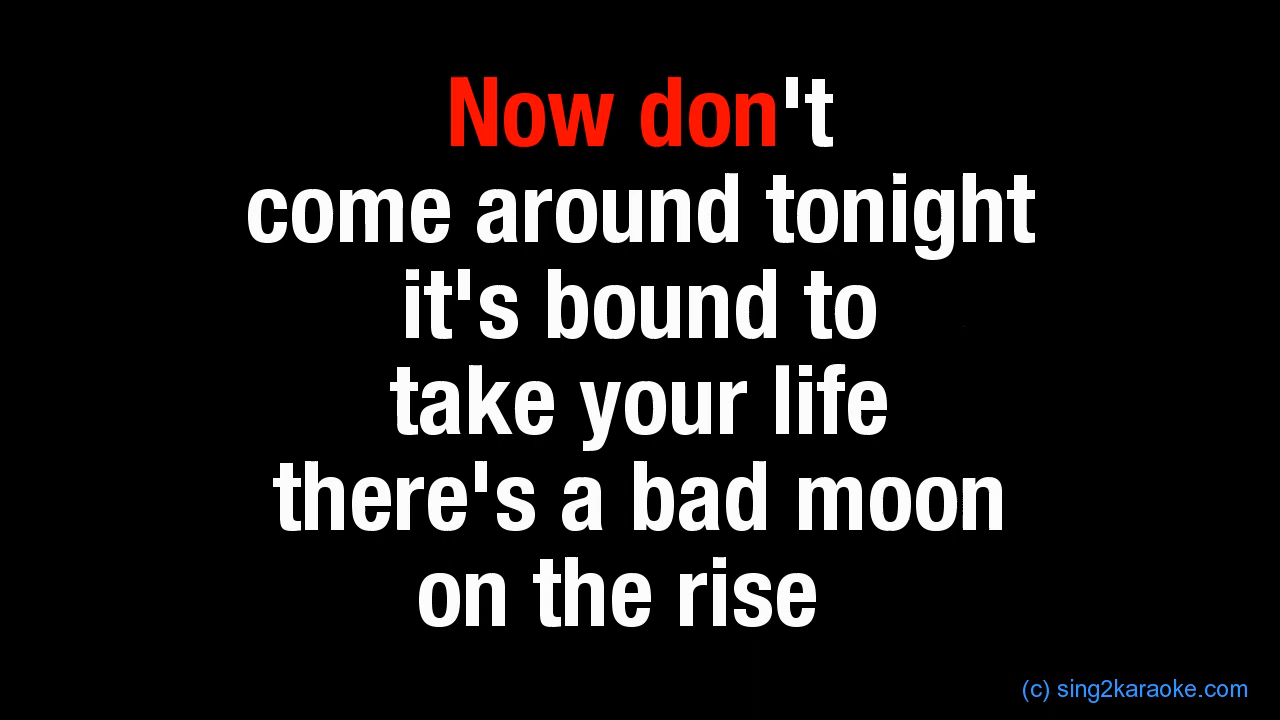 Now don't
come around tonight
it's bound to
take your life
there's a bad moon
on the rise
(c) sing2karaoke.com